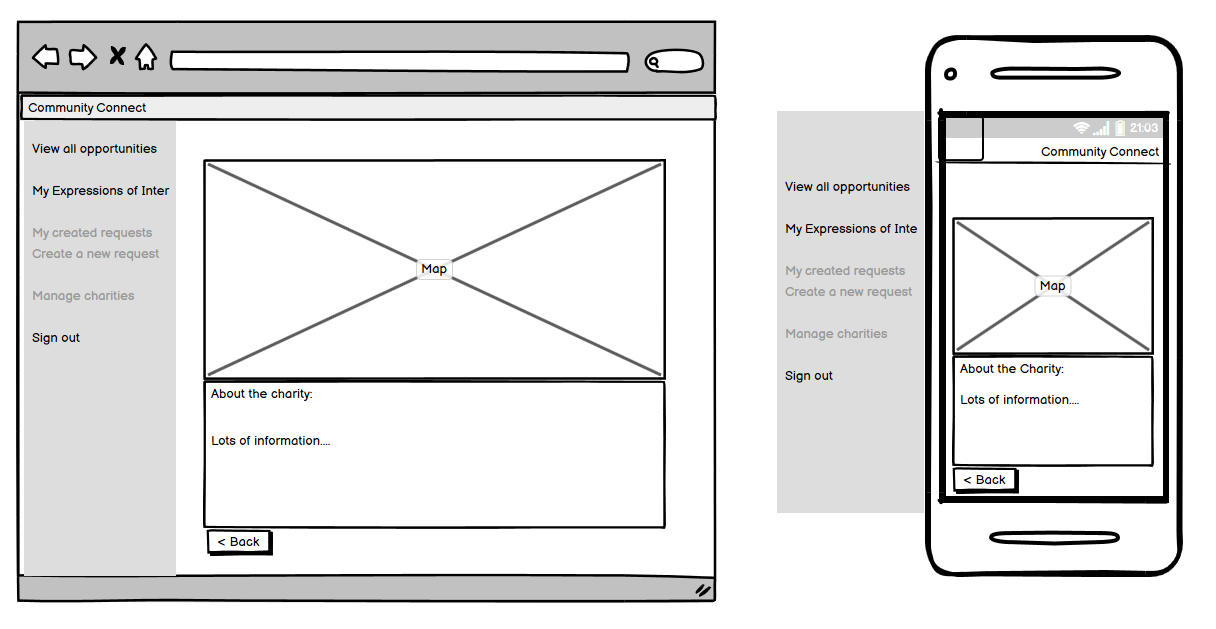 Community Connect
View all opportunities
My Expressions of Inter
My created requests
Create a new request
Manage charities
Sign out
Map
About the charity:
Lots of information....
< Back
View all opportunities
My Expressions of Inte
My created requests
Create a new request
Manage charities
Sign out
21:03
Community Connect
Map
About the Charity:
Lots of information....
< Back